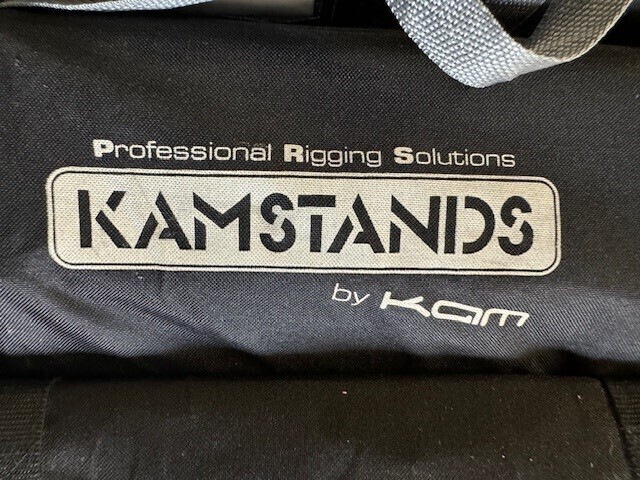 Professional Rigging Solutions
KAMSTANDS
by Kam